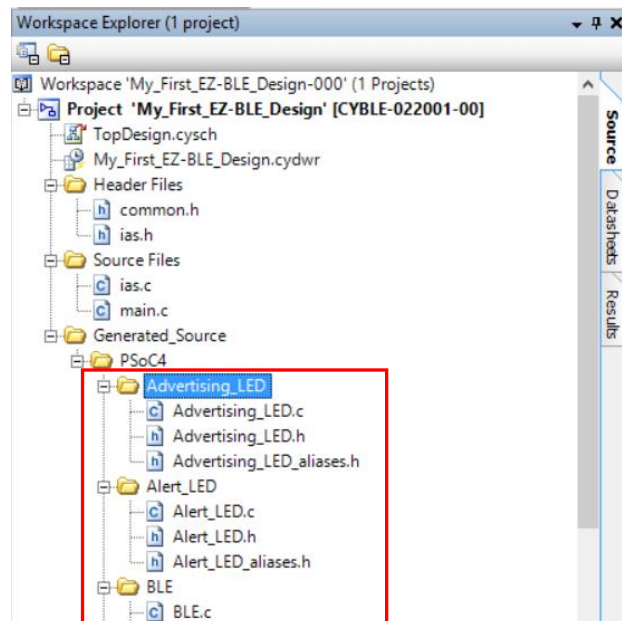 Workspace Explorer (1 project)
Workspace 'My_First_EZ-BLE_Design-000' (1 Projects)
Project 'My_First_EZ-BLE_Design' [CYBLE-022001-00]
TopDesign.cysch
My_First_EZ-BLE_Design.cydwr
Header Files
h common.h
h ias.h
Source Files
c ias.c
c main.c
Generated_Source
PSoC4
Advertising_LED
c Advertising_LED.c
h Advertising_LED.h
h Advertising_LED_aliases.h
Alert_LED
c Alert_LED.c
h Alert_LED.h
h Alert_LED_aliases.h
BLE
c BLE.c
Source
Datasheets
Results